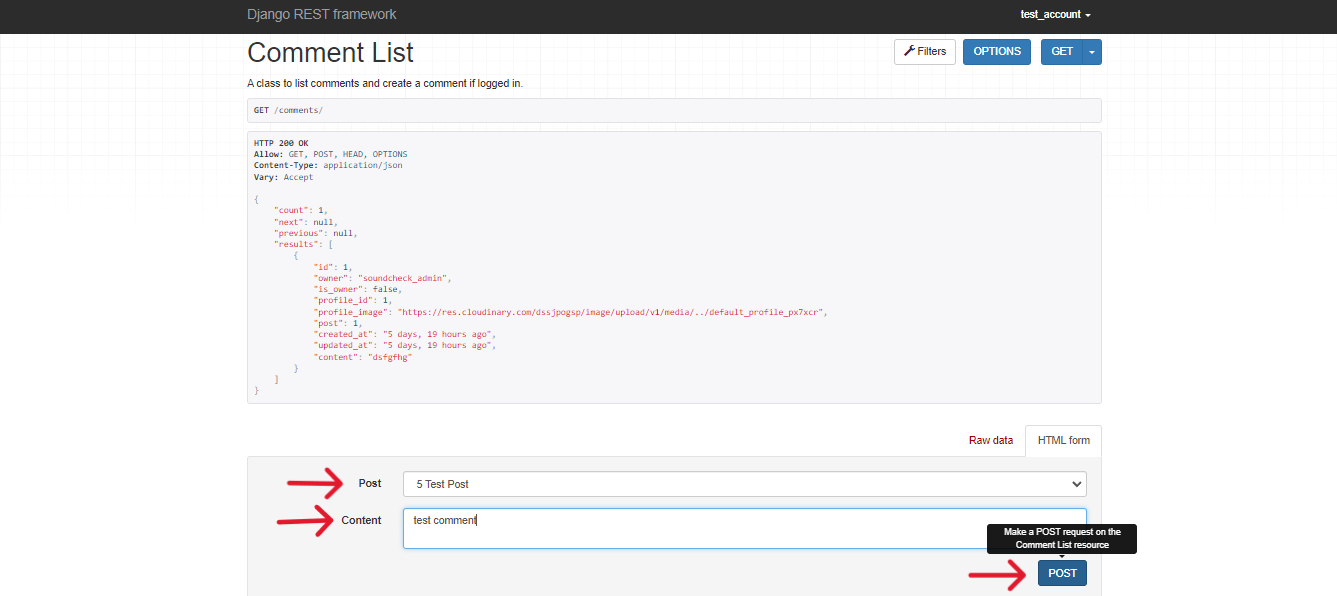 Django REST framework
test_account
Comment List
Filters
OPTIONS
GET
A class to list comments and create a comment if logged in.
GET /comments/
HTTP 200 OK
Allow: GET, POST, HEAD, OPTIONS
Content-Type: application/json
Vary: Accept
{
    "count": 1,
    "next": null,
    "previous": null,
    "results": [
        {
            "id": 1,
            "owner": "soundcheck_admin",
            "is_owner": false,
            "profile_id": 1,
            "profile_image": "https://res.cloudinary.com/dssjpogsp/image/upload/v1/media/../default_profile_px7xcr",
            "post": 1,
            "created_at": "5 days, 19 hours ago",
            "updated_at": "5 days, 19 hours ago",
            "content": "dsfgfhg"
        }
    ]
}
Raw data
HTML form
Post
5 Test Post
Content
test comment
Make a POST request on the
Comment List resource
POST